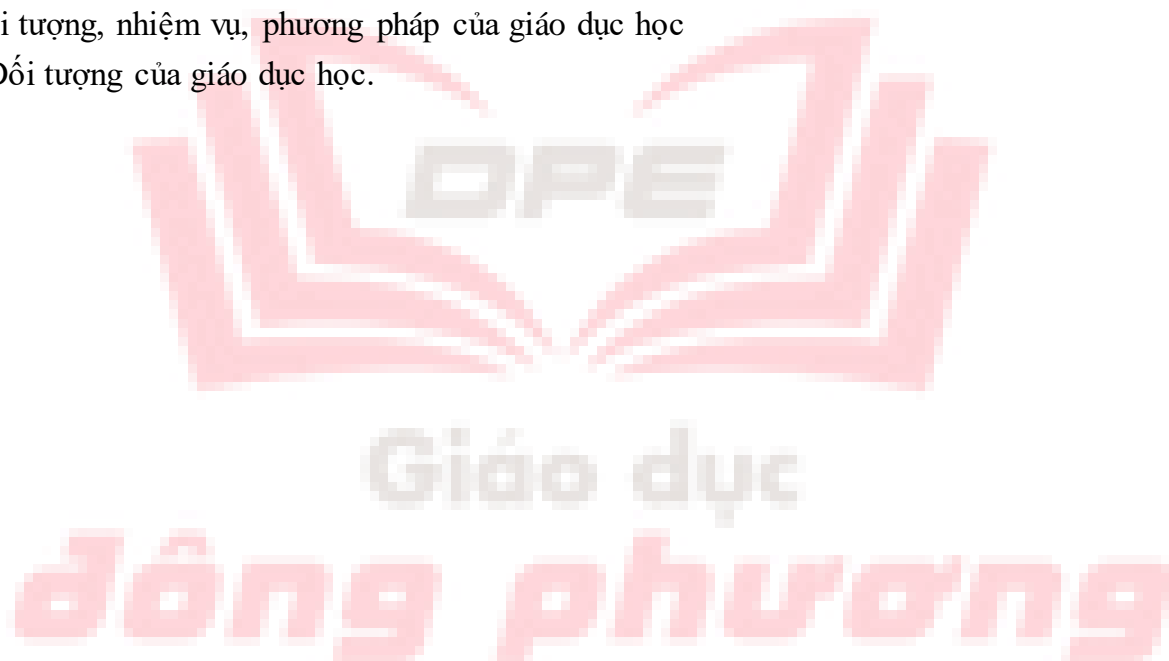 i tượng, nhiệm vụ, phương pháp của giáo dục học
Đối tượng của giáo dục học.
DPE
Giáo dục
đông phương